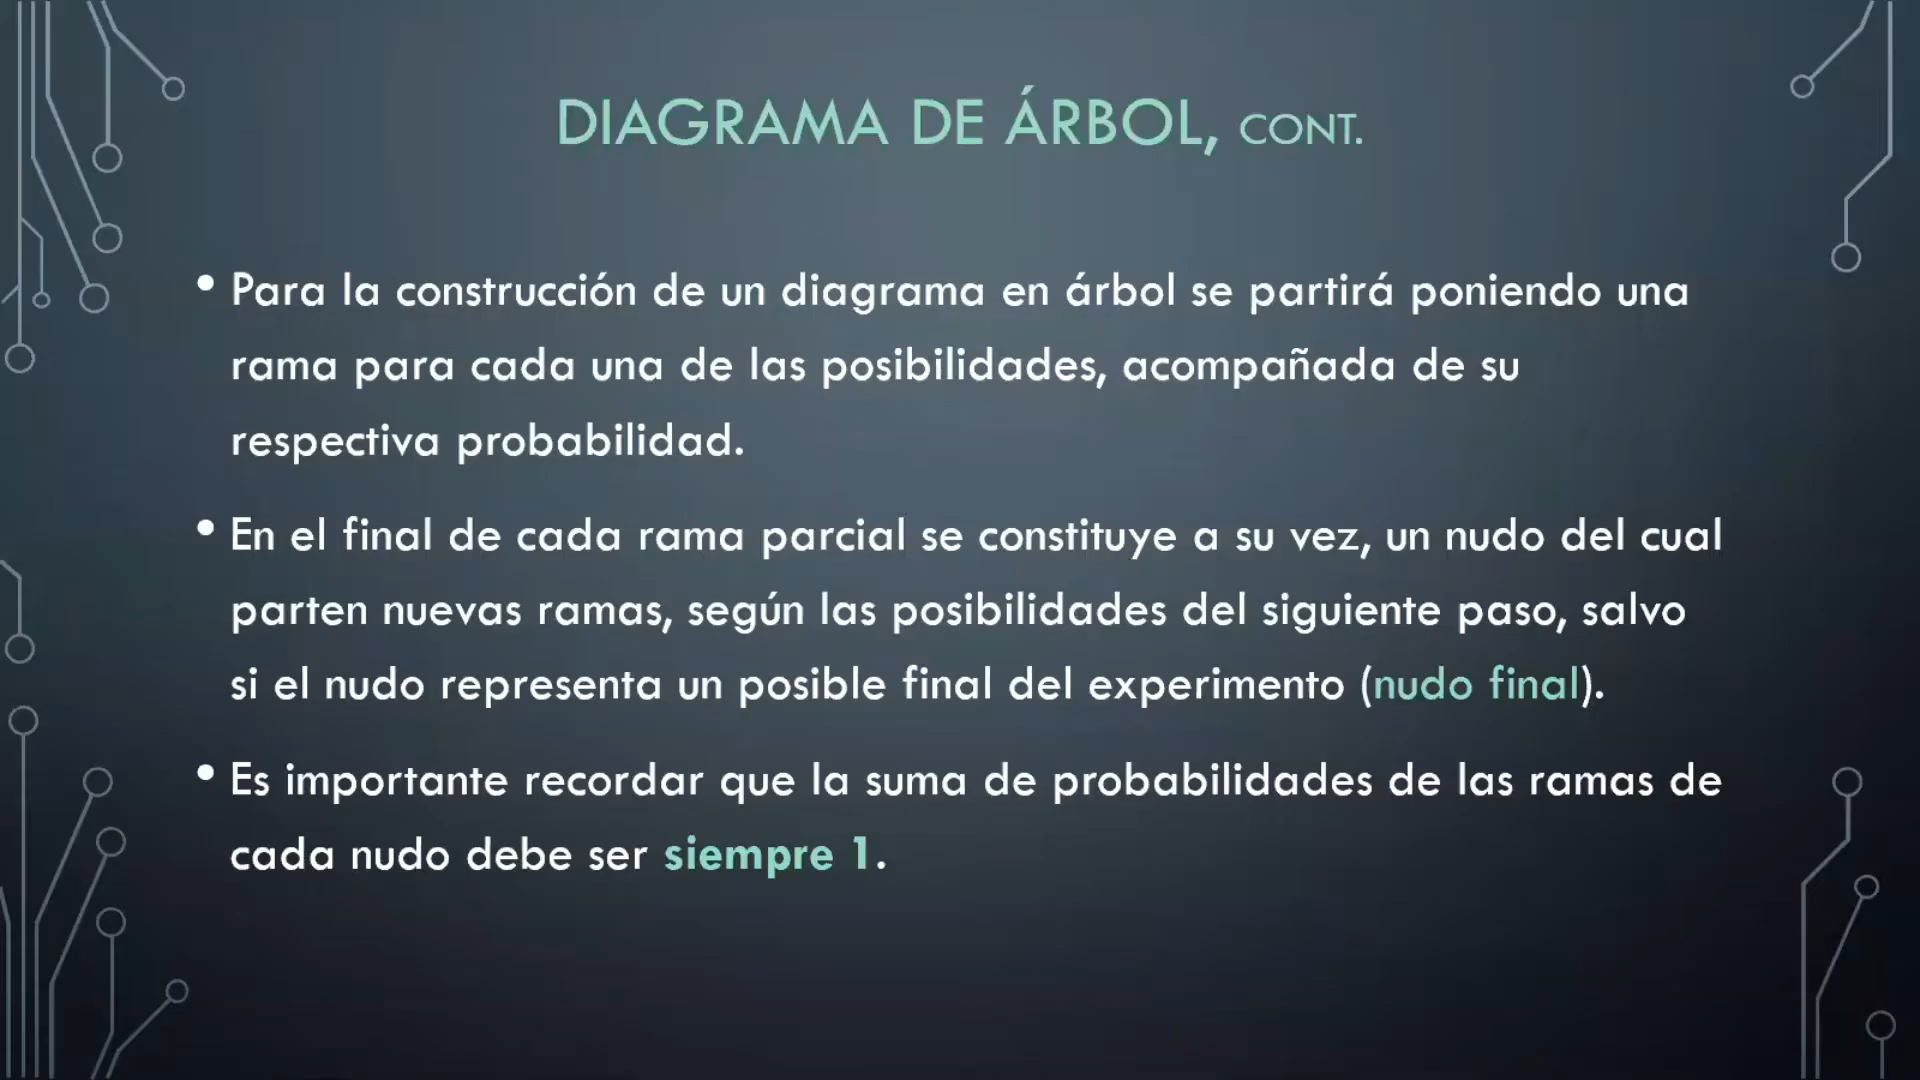 DIAGRAMA DE ÁRBOL, CONT.
• Para la construcción de un diagrama en árbol se partirá poniendo una
rama para cada una de las posibilidades, acompañada de su
respectiva probabilidad.
• En el final de cada rama parcial se constituye a su vez, un nudo del cual
parten nuevas ramas, según las posibilidades del siguiente paso, salvo
si el nudo representa un posible final del experimento (nudo final).
• Es importante recordar que la suma de probabilidades de las ramas de
cada nudo debe ser siempre 1.